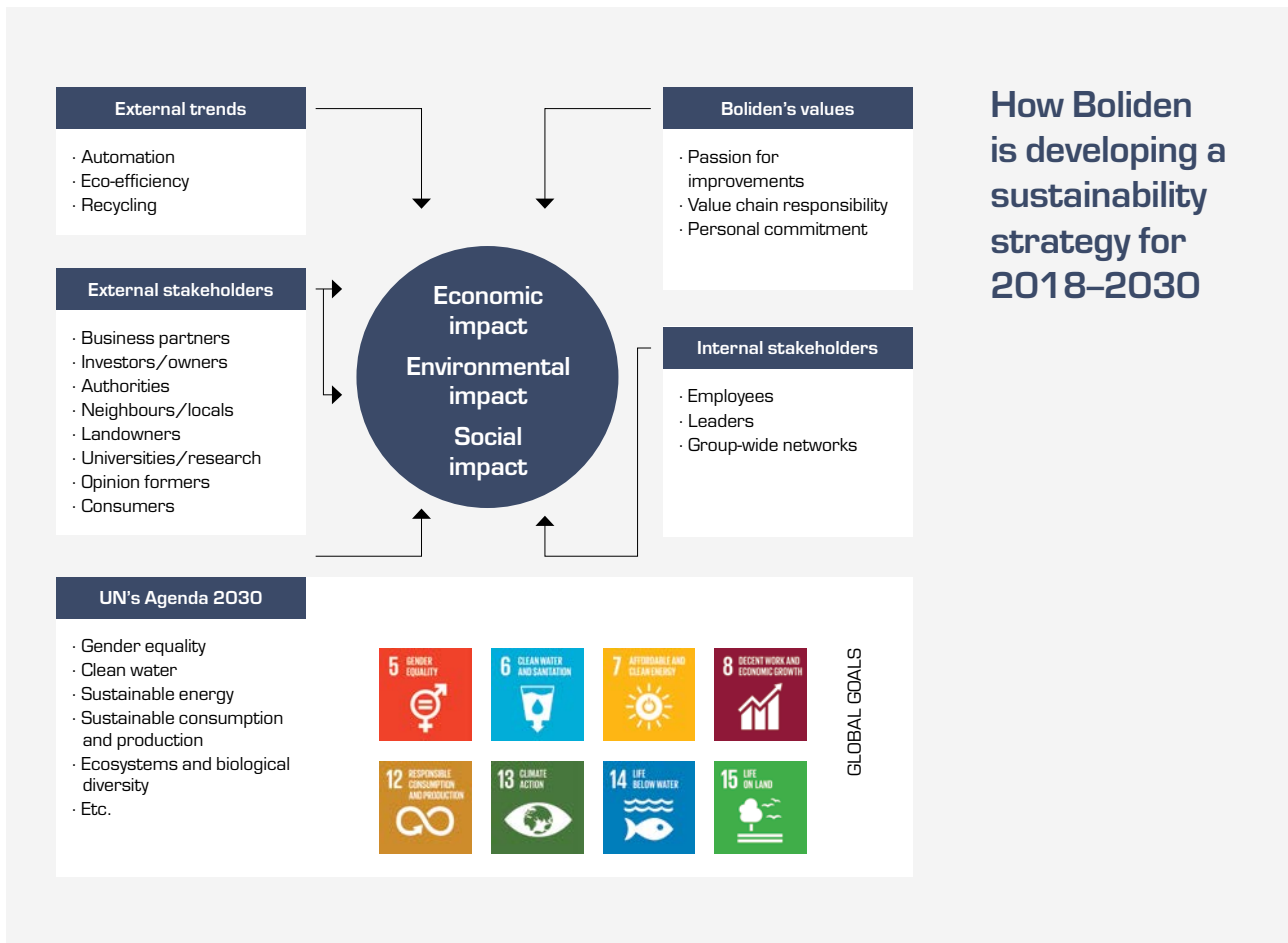 How Boliden
is developing a
sustainability
strategy for
2018–2030
External trends
· Automation
· Eco-efficiency
· Recycling
External stakeholders
· Business partners
· Investors/owners
· Authorities
· Neighbours/locals
· Landowners
· Universities/research
· Opinion formers
· Consumers
Economic
impact
Environmental
impact
Social
impact
Boliden's values
· Passion for
improvements
· Value chain responsibility
· Personal commitment
Internal stakeholders
· Employees
· Leaders
· Group-wide networks
UN's Agenda 2030
· Gender equality
· Clean water
· Sustainable energy
· Sustainable consumption
and production
· Ecosystems and biological
diversity
· Etc.
5 GENDER
EQUALITY
6 CLEAN WATER
AND SANITATION
7 AFFORDABLE AND
CLEAN ENERGY
8 DECENT WORK AND
ECONOMIC GROWTH
12 RESPONSIBLE
CONSUMPTION
AND PRODUCTION
13 CLIMATE
ACTION
14 LIFE
BELOW WATER
15 LIFE
ON LAND
GLOBAL GOALS